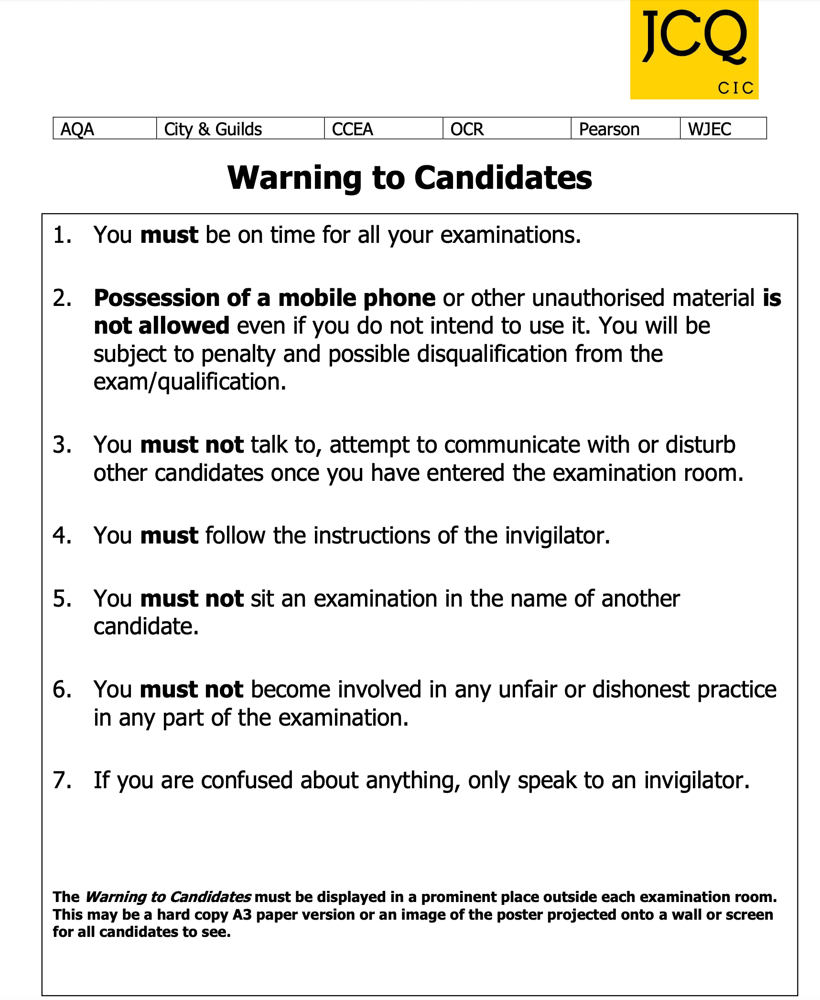 JCQ
CIC
AQA City & Guilds CCEA OCR Pearson WJEC
Warning to Candidates
1. You must be on time for all your examinations.
2. Possession of a mobile phone or other unauthorised material is
not allowed even if you do not intend to use it. You will be
subject to penalty and possible disqualification from the
exam/qualification.
3. You must not talk to, attempt to communicate with or disturb
other candidates once you have entered the examination room.
4. You must follow the instructions of the invigilator.
5. You must not sit an examination in the name of another
candidate.
6. You must not become involved in any unfair or dishonest practice
in any part of the examination.
7. If you are confused about anything, only speak to an invigilator.
The Warning to Candidates must be displayed in a prominent place outside each examination room.
This may be a hard copy A3 paper version or an image of the poster projected onto a wall or screen
for all candidates to see.